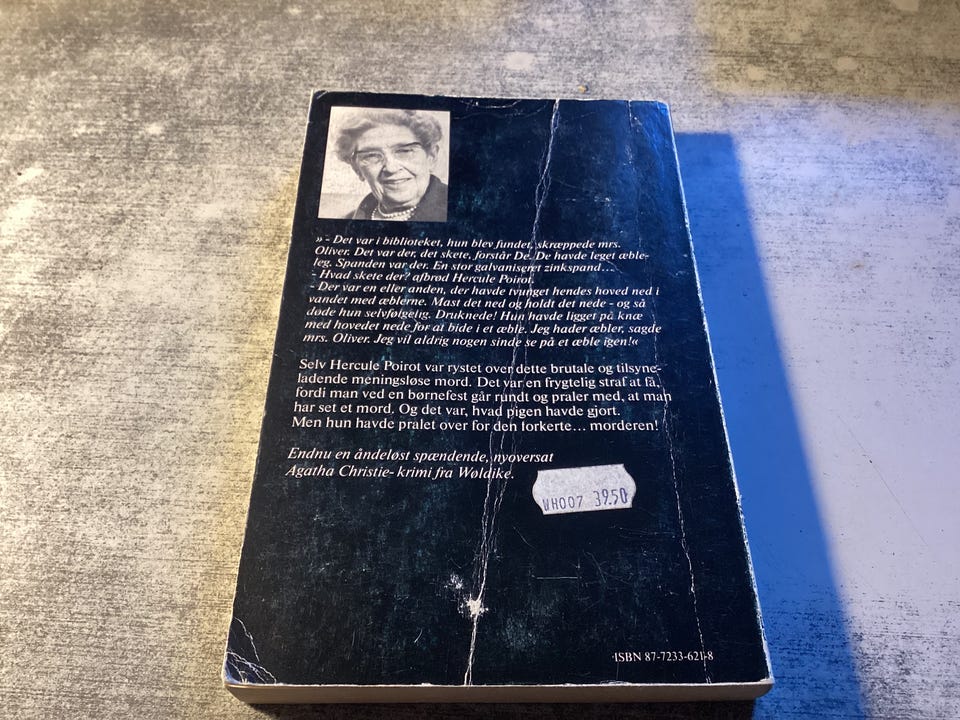 » - Det var i biblioteket, hun blev fundet, skræppede mrs.
Oliver. Det var der, det skete, forstår De. De havde leget æble-
leg. Spanden var der. En stor galvaniseret zinkspand…
- Hvad skete der? afbrød Hercule Poirot.
- Der var en eller anden, der havde tvunget hendes hoved ned i
vandet med æblerne. Mast det ned og holdt det nede - og så
døde hun selvfølgelig. Druknede! Hun havde ligget på knæ
med hovedet nede for at bide i et æble. Jeg hader æbler, sagde
mrs. Oliver. Jeg vil aldrig nogen sinde se på et æble igen!«
Selv Hercule Poirot var rystet over dette brutale og tilsyne-
ladende meningsløse mord. Det var en frygtelig straf at få,
fordi man ved en børnefest går rundt og praler med, at man
har set et mord. Og det var, hvad pigen havde gjort.
Men hun havde pralet over for den forkerte… morderen!
Endnu en åndeløst spændende, nyoversat
Agatha Christie-krimi fra Wøldike.
WH007 39.50
ISBN 87-7233-621-8